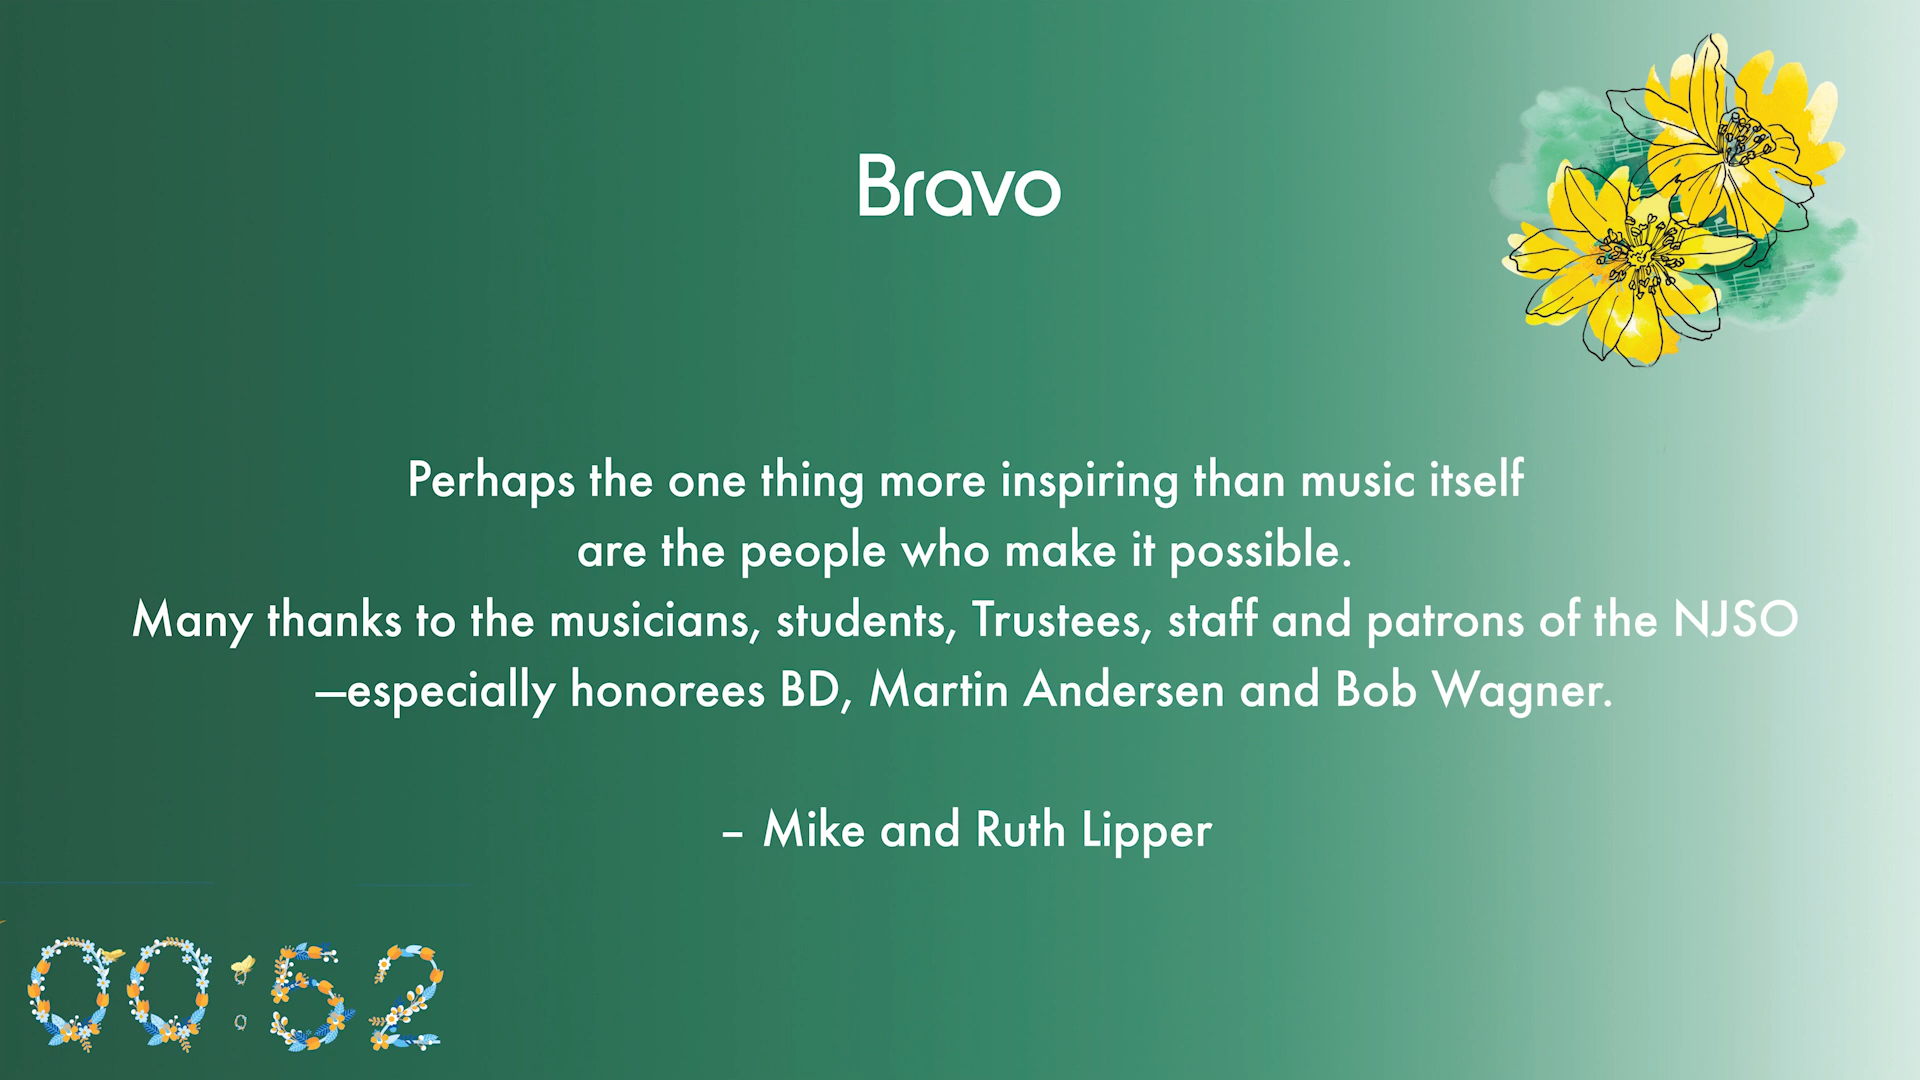 Bravo
Perhaps the one thing more inspiring than music itself
are the people who make it possible.
Many thanks to the musicians, students, Trustees, staff and patrons of the NJSO
—especially honorees BD, Martin Andersen and Bob Wagner.
– Mike and Ruth Lipper
00:52